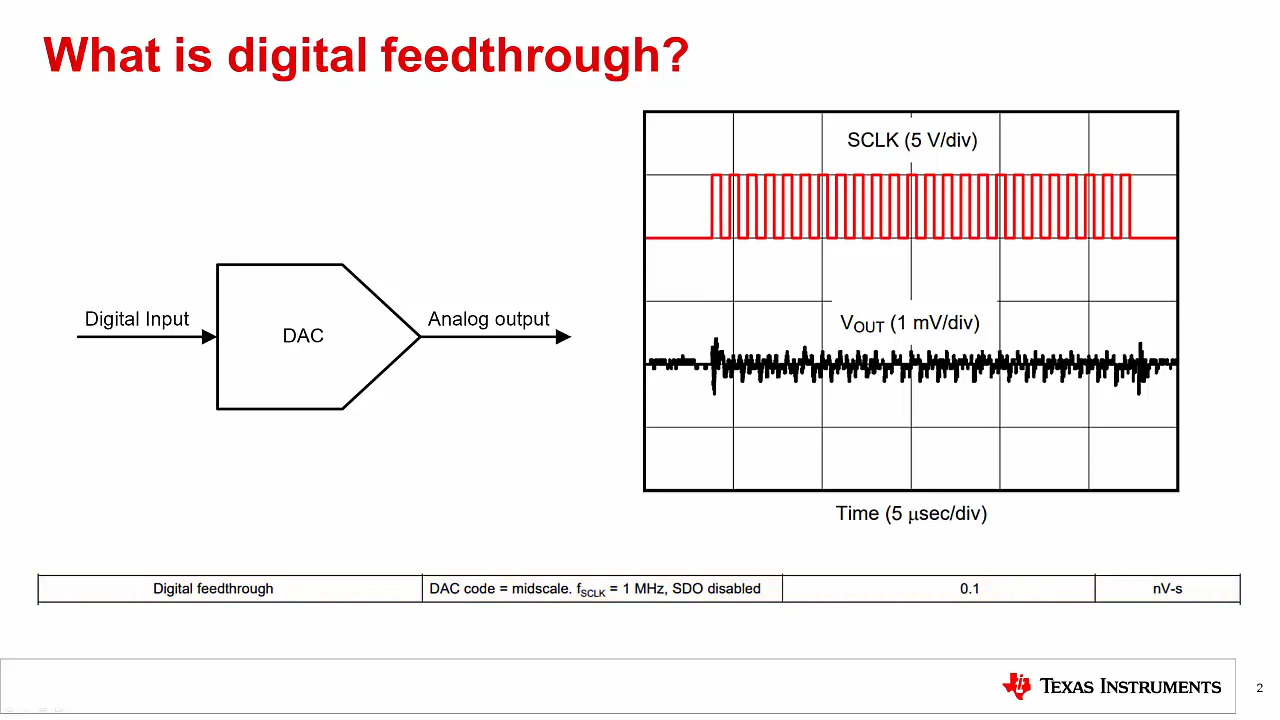 What is digital feedthrough?
Digital Input
DAC
Analog output
SCLK (5 V/div)
VOUT (1 mV/div)
Time (5 μsec/div)
Digital feedthrough DAC code = midscale. fSCLK = 1 MHz, SDO disabled 0.1 nV-s
TEXAS INSTRUMENTS
2